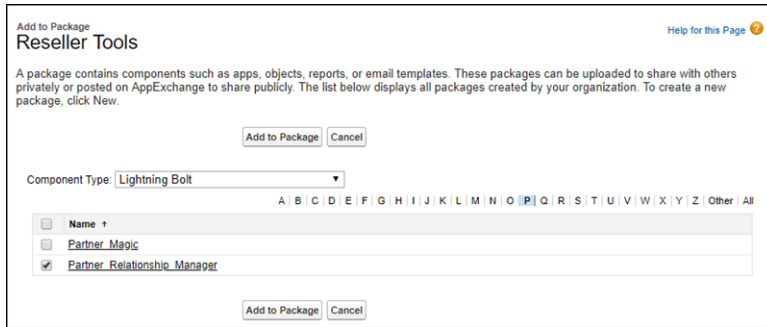 Add to Package
Reseller Tools
Help for this Page ?
A package contains components such as apps, objects, reports, or email templates. These packages can be uploaded to share with others
privately or posted on AppExchange to share publicly. The list below displays all packages created by your organization. To create a new
package, click New.
Add to Package Cancel
Component Type: Lightning Bolt
A | B | C | D | E | F | G | H | I | J | K | L | M | N | O | P | Q | R | S | T | U | V | W | X | Y | Z | Other | All
Name ↑
Partner_Magic
Partner_Relationship_Manager
Add to Package Cancel